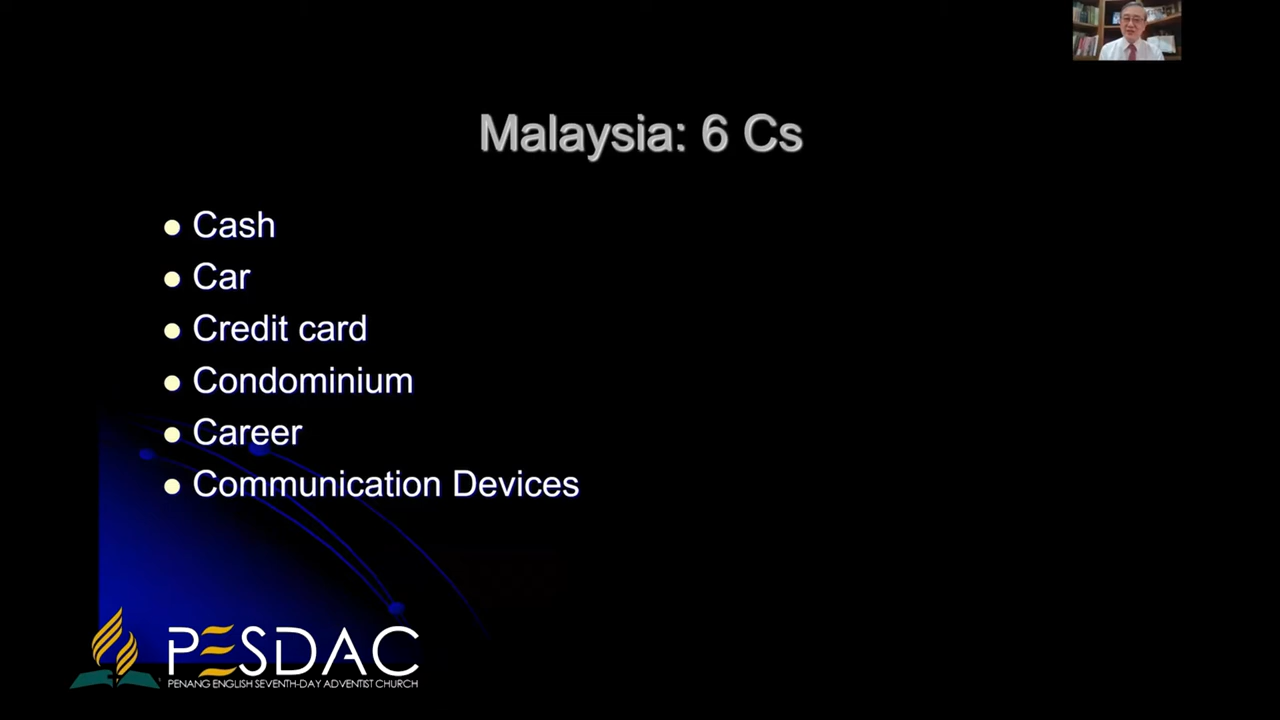 Malaysia: 6 Cs
Cash
Car
Credit card
Condominium
Career
Communication Devices
PESDAC
PENANG ENGLISH SEVENTH-DAY ADVENTIST CHURCH